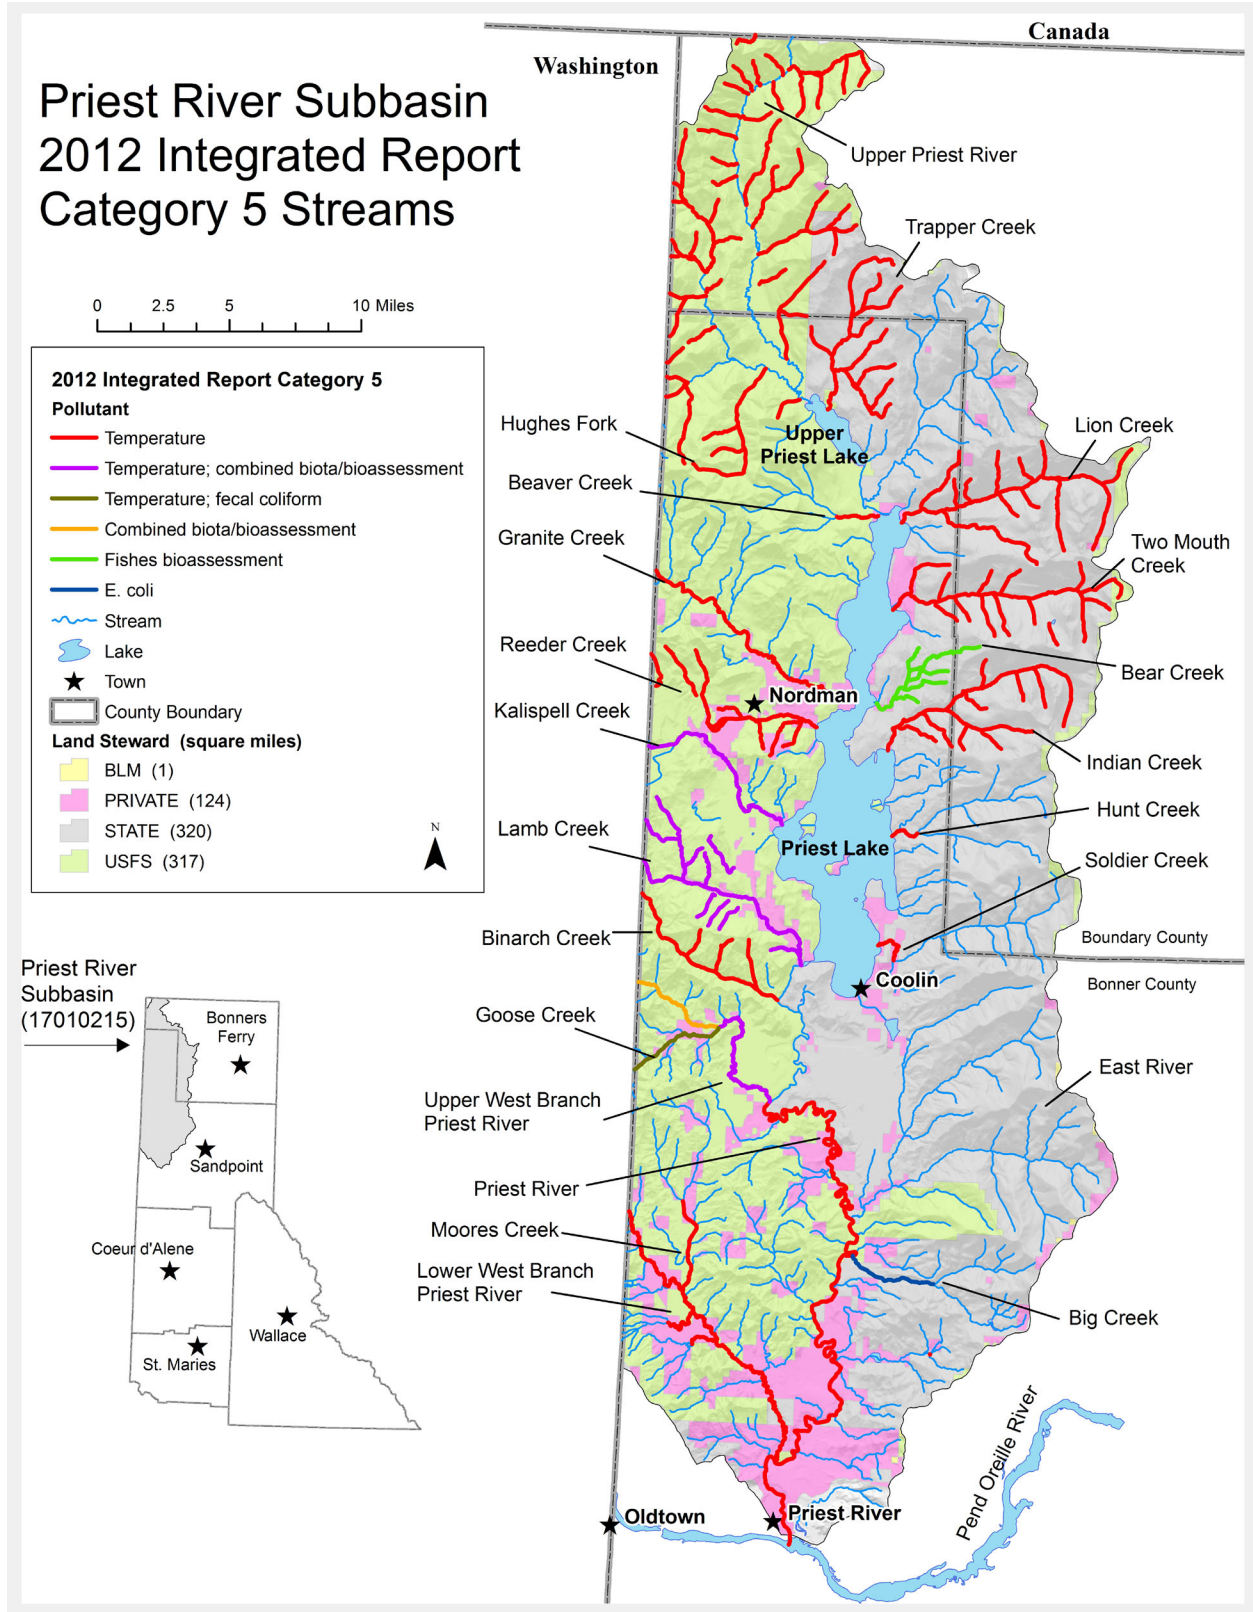 Priest River Subbasin
2012 Integrated Report
Category 5 Streams
Canada
Washington
Upper Priest River
Trapper Creek
0 2.5 5 10 Miles
2012 Integrated Report Category 5
Pollutant
Temperature
Temperature; combined biota/bioassessment
Temperature; fecal coliform
Combined biota/bioassessment
Fishes bioassessment
E. coli
Stream
Lake
Town
County Boundary
Land Steward (square miles)
BLM (1)
PRIVATE (124)
STATE (320)
USFS (317)
N
Hughes Fork
Upper
Priest Lake
Lion Creek
Beaver Creek
Granite Creek
Two Mouth
Creek
Reeder Creek
Bear Creek
Nordman
Kalispell Creek
Indian Creek
Hunt Creek
Lamb Creek
Priest Lake
Soldier Creek
Binarch Creek
Boundary County
Coolin
Bonner County
Goose Creek
East River
Upper West Branch
Priest River
Priest River
Moores Creek
Lower West Branch
Priest River
Big Creek
Pend Oreille River
Oldtown
Priest River
Priest River
Subbasin
(17010215)
Bonners
Ferry
Sandpoint
Coeur d'Alene
Wallace
St. Maries